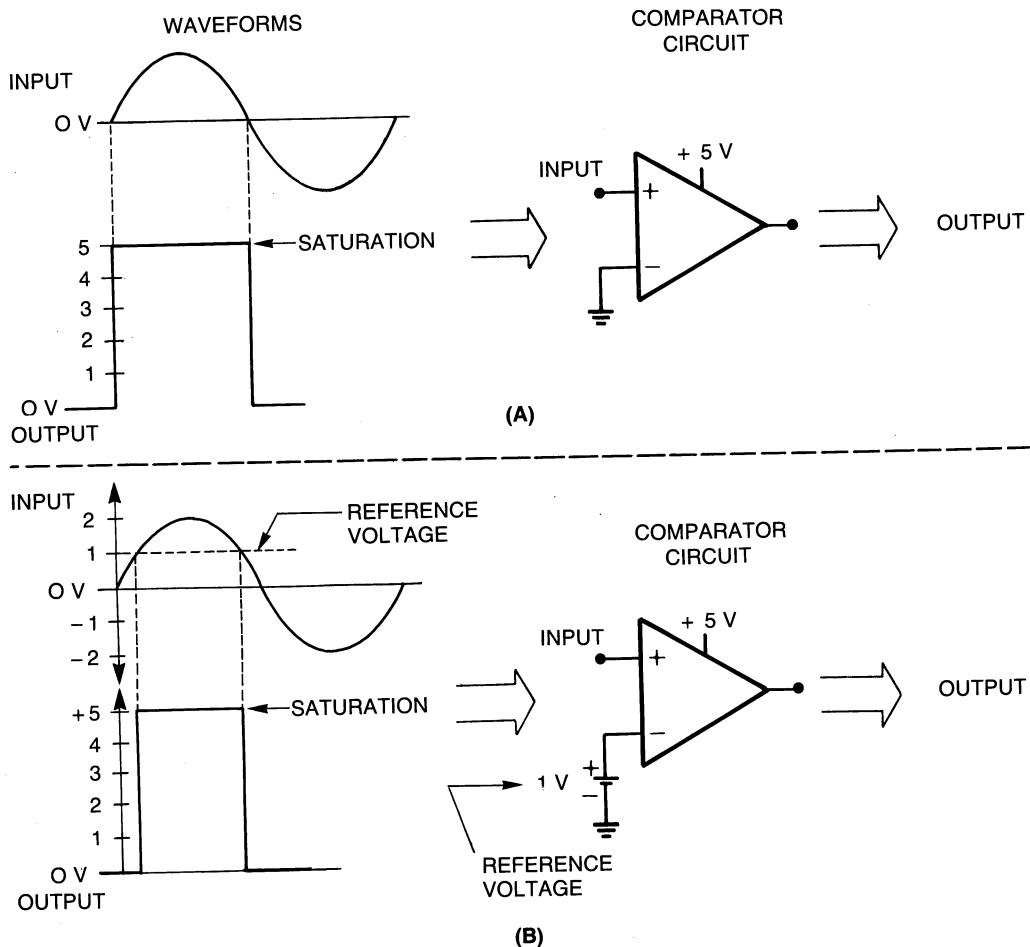 WAVEFORMS
COMPARATOR
CIRCUIT
INPUT
O V
+ 5 V
INPUT
+
−
OUTPUT
SATURATION
5
4
3
2
1
O V
OUTPUT
(A)
INPUT
2
1
O V
−1
−2
REFERENCE
VOLTAGE
COMPARATOR
CIRCUIT
+ 5 V
INPUT
+
−
OUTPUT
SATURATION
+5
4
3
2
1
O V
OUTPUT
1 V
+
−
REFERENCE
VOLTAGE
(B)